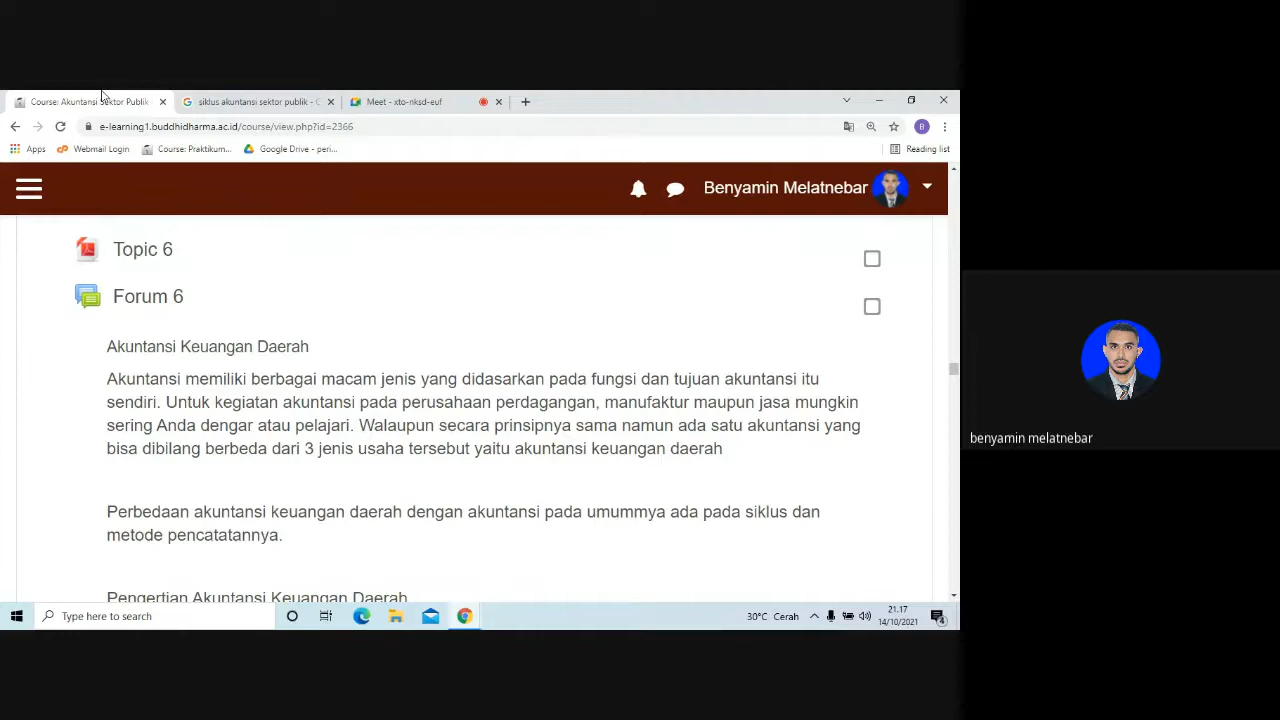 Course: Akuntansi Sektor Publik
siklus akuntansi sektor publik -
Meet - xto-nksd-euf
e-learning1.buddhidharma.ac.id/course/view.php?id=2366
Apps
Webmail Login
Course: Praktikum...
Google Drive - peri...
Reading list
Benyamin Melatnebar
Topic 6
Forum 6
Akuntansi Keuangan Daerah
Akuntansi memiliki berbagai macam jenis yang didasarkan pada fungsi dan tujuan akuntansi itu
sendiri. Untuk kegiatan akuntansi pada perusahaan perdagangan, manufaktur maupun jasa mungkin
sering Anda dengar atau pelajari. Walaupun secara prinsipnya sama namun ada satu akuntansi yang
bisa dibilang berbeda dari 3 jenis usaha tersebut yaitu akuntansi keuangan daerah
Perbedaan akuntansi keuangan daerah dengan akuntansi pada umummya ada pada siklus dan
metode pencatatannya.
Pengertian Akuntansi Keuangan Daerah
benyamin melatnebar
Type here to search
30°C Cerah
21.17
14/10/2021
4